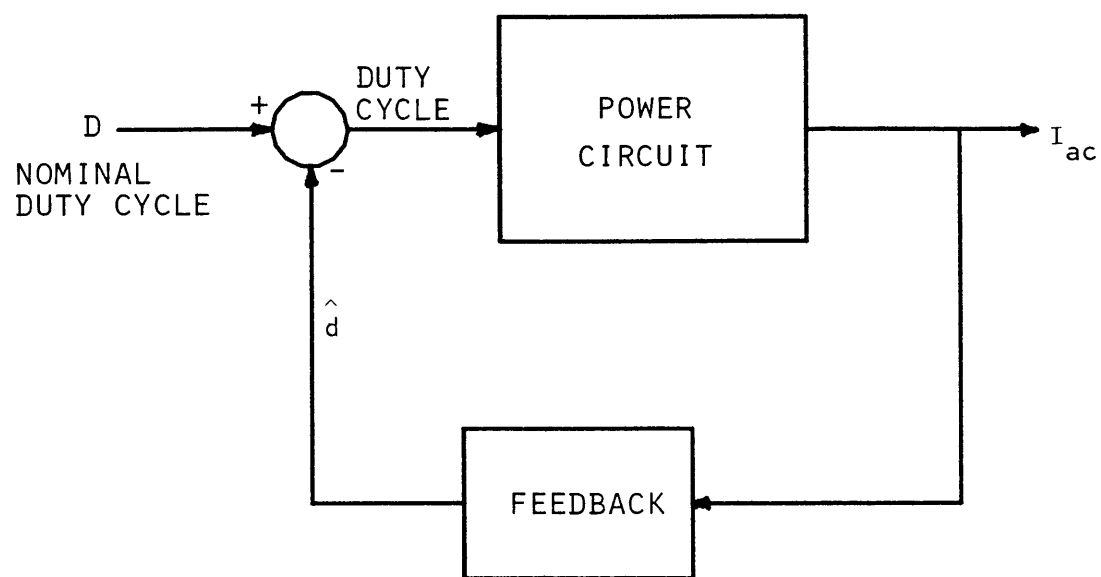 DUTY
CYCLE
POWER
CIRCUIT
+
D
-
I_ac
NOMINAL
DUTY CYCLE
^
d
FEEDBACK